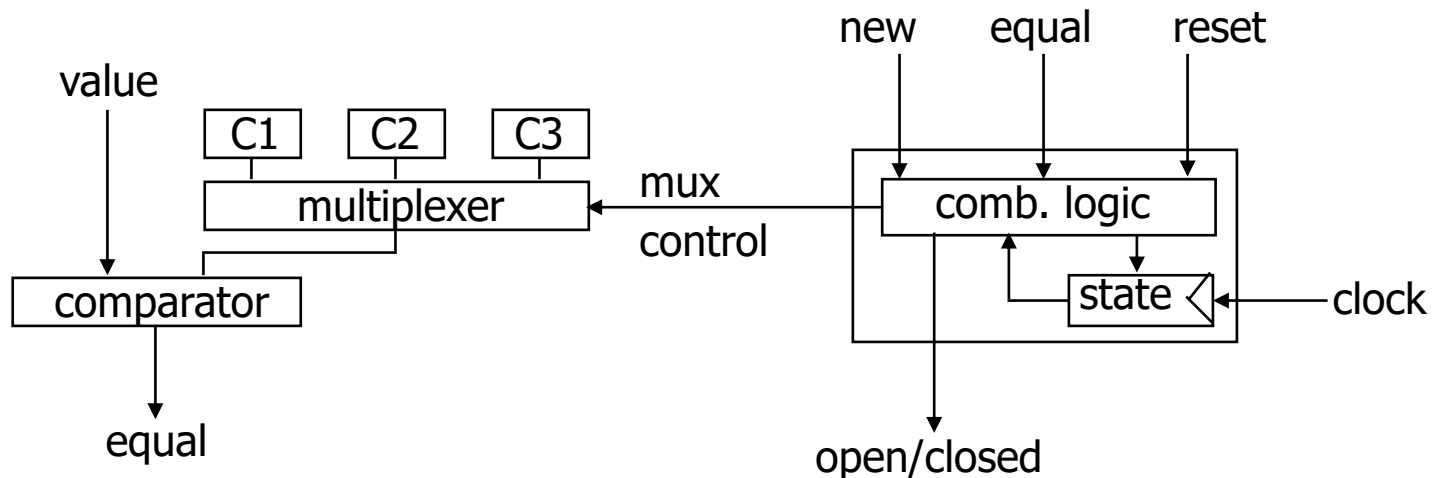 new equal reset
value
C1 C2 C3
mux
multiplexer
comb. logic
control
comparator
state
clock
equal
open/closed